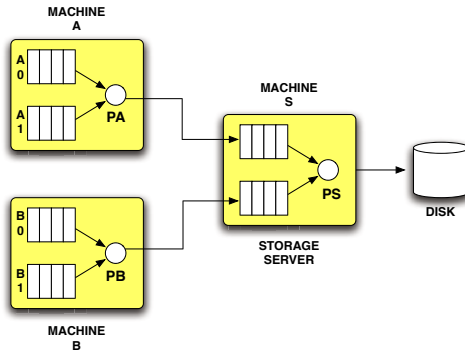 MACHINE
A
A
0
A
1
PA
MACHINE
S
PS
DISK
STORAGE
SERVER
B
0
B
1
PB
MACHINE
B